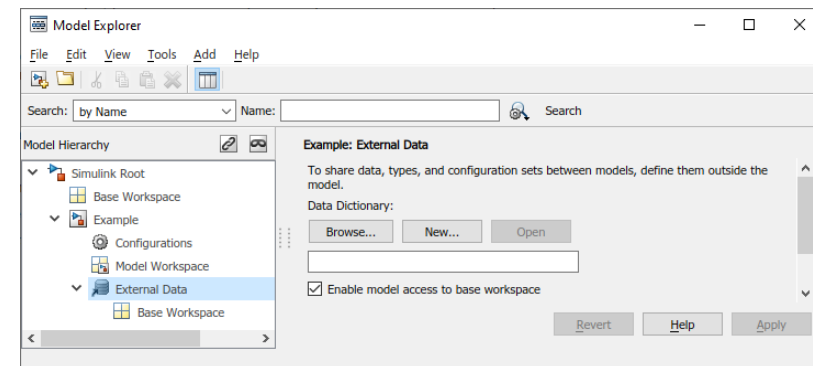 Model Explorer
File Edit View Tools Add Help
Search: by Name Name: Search
Model Hierarchy
Simulink Root
Base Workspace
Example
Configurations
Model Workspace
External Data
Base Workspace
Example: External Data
To share data, types, and configuration sets between models, define them outside the
model.
Data Dictionary:
Browse... New... Open
Enable model access to base workspace
Revert Help Apply